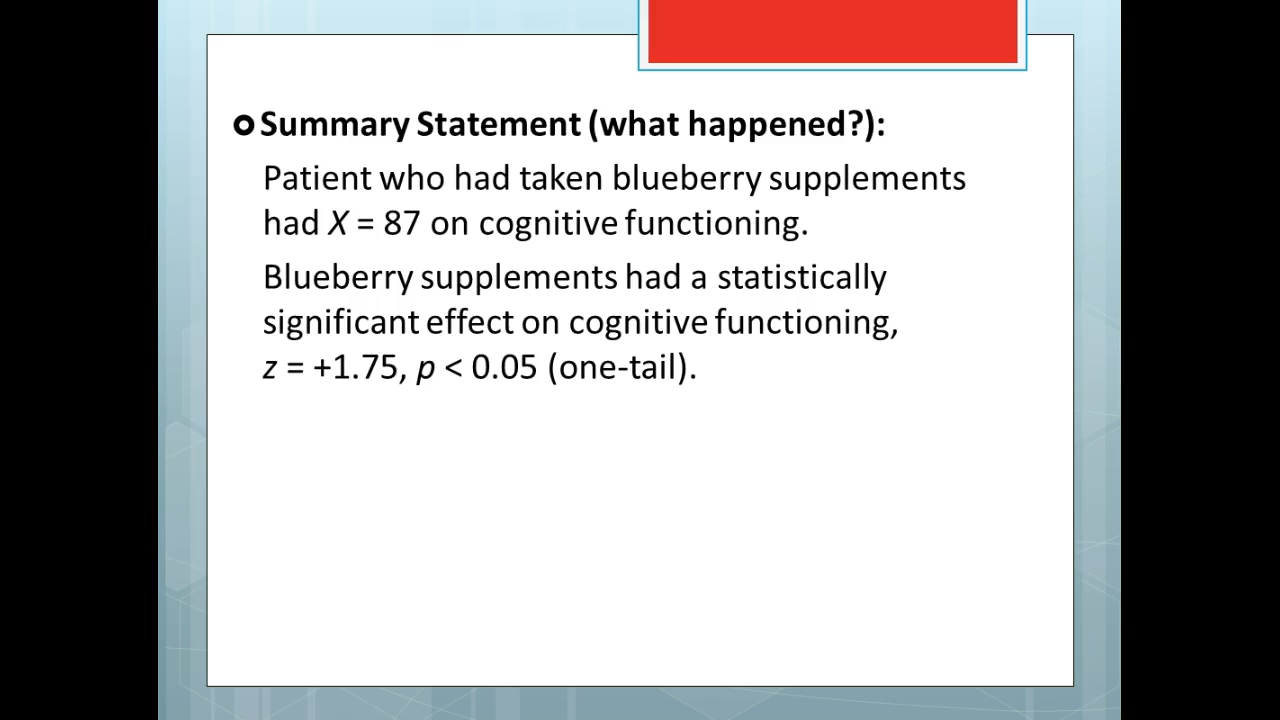 Summary Statement (what happened?):
Patient who had taken blueberry supplements
had X = 87 on cognitive functioning.
Blueberry supplements had a statistically
significant effect on cognitive functioning,
z = +1.75, p < 0.05 (one-tail).